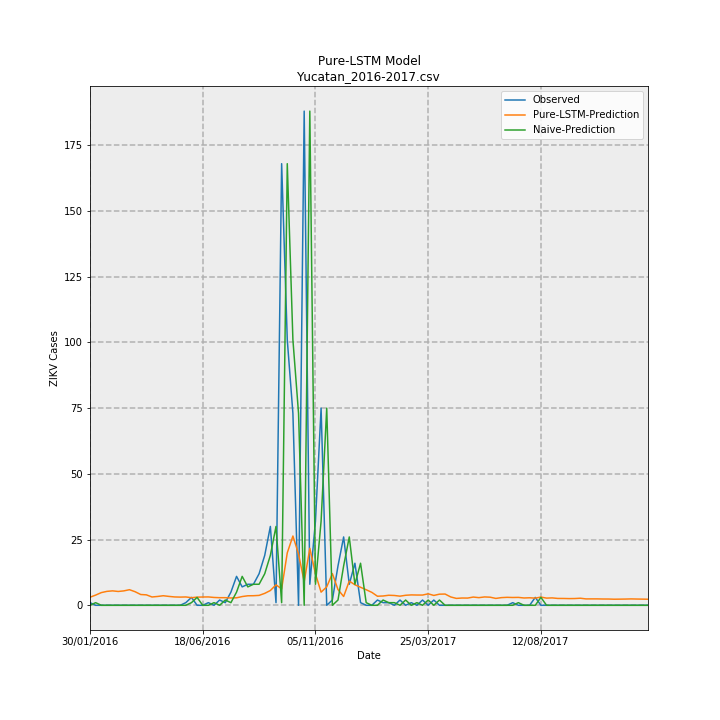 Pure-LSTM Model
Yucatan_2016-2017.csv
Observed
Pure-LSTM-Prediction
Naive-Prediction
175
150
125
100
75
50
25
0
ZIKV Cases
30/01/2016 18/06/2016 05/11/2016 25/03/2017 12/08/2017
Date